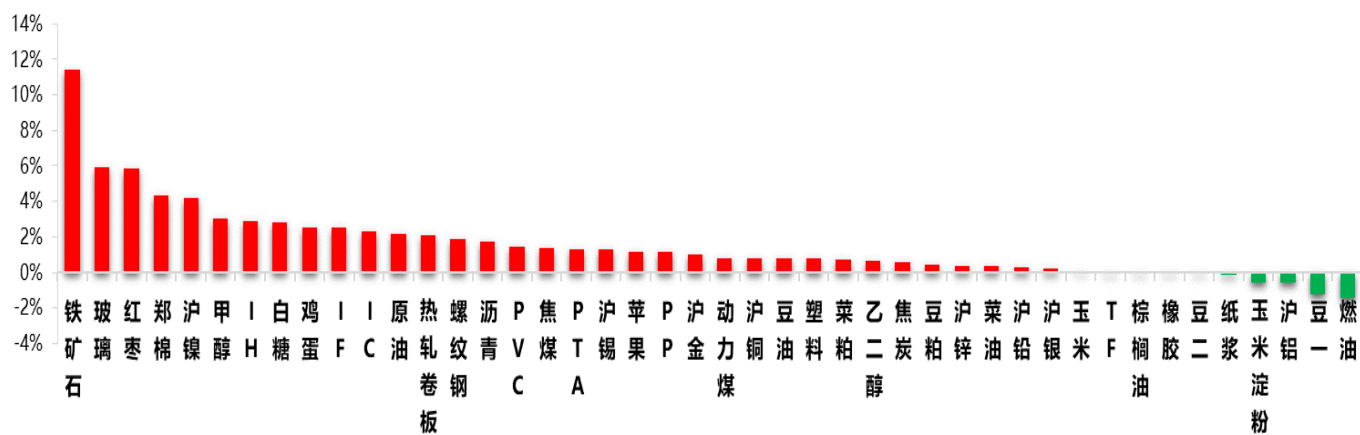 14%
12%
10%
8%
6%
4%
2%
0%
-2%
-4%
铁矿石
玻璃
红枣
郑棉
沪镍
甲醇
IH
白糖
鸡蛋
IF
IC
原油
热轧卷板
螺纹钢
沥青
PVC
焦煤
PTA
沪锡
苹果
PP
沪金
动力煤
沪铜
豆油
塑料
菜粕
乙二醇
焦炭
豆粕
沪锌
菜油
沪铅
沪银
玉米
TF
棕榈油
橡胶
豆二
纸浆
玉米淀粉
沪铝
豆一
燃油